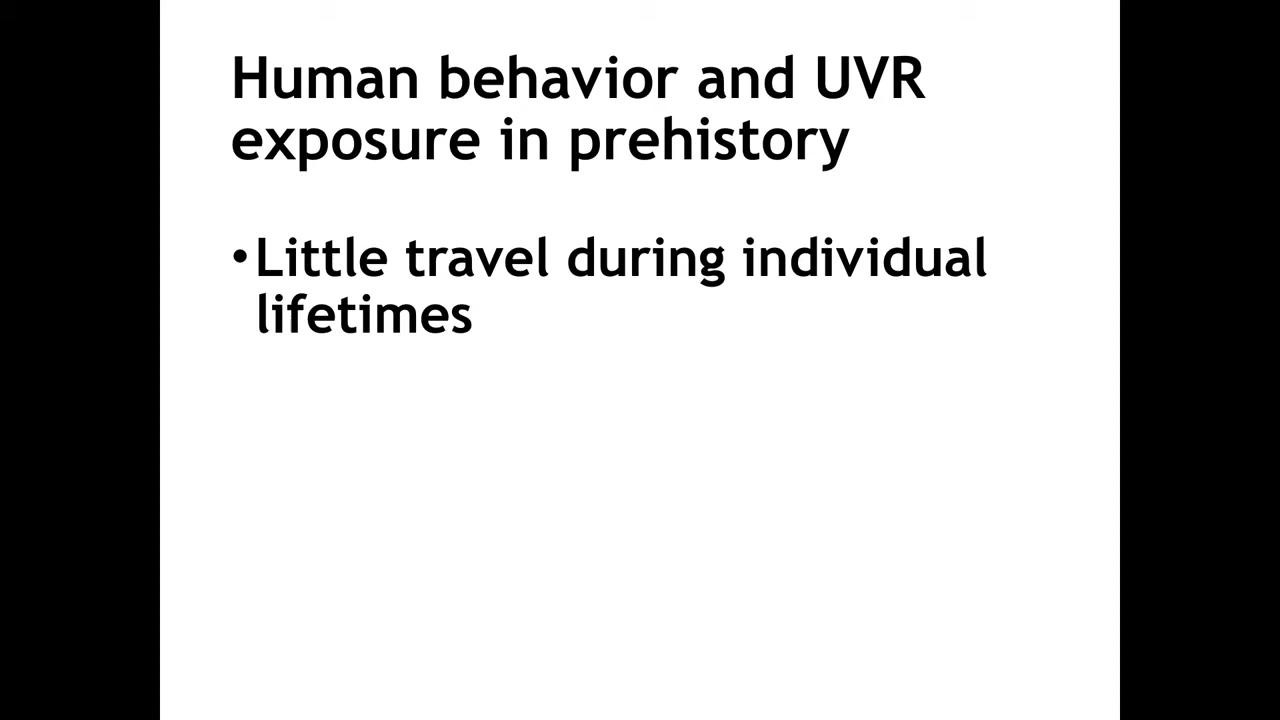 Human behavior and UVR
exposure in prehistory
•Little travel during individual
lifetimes